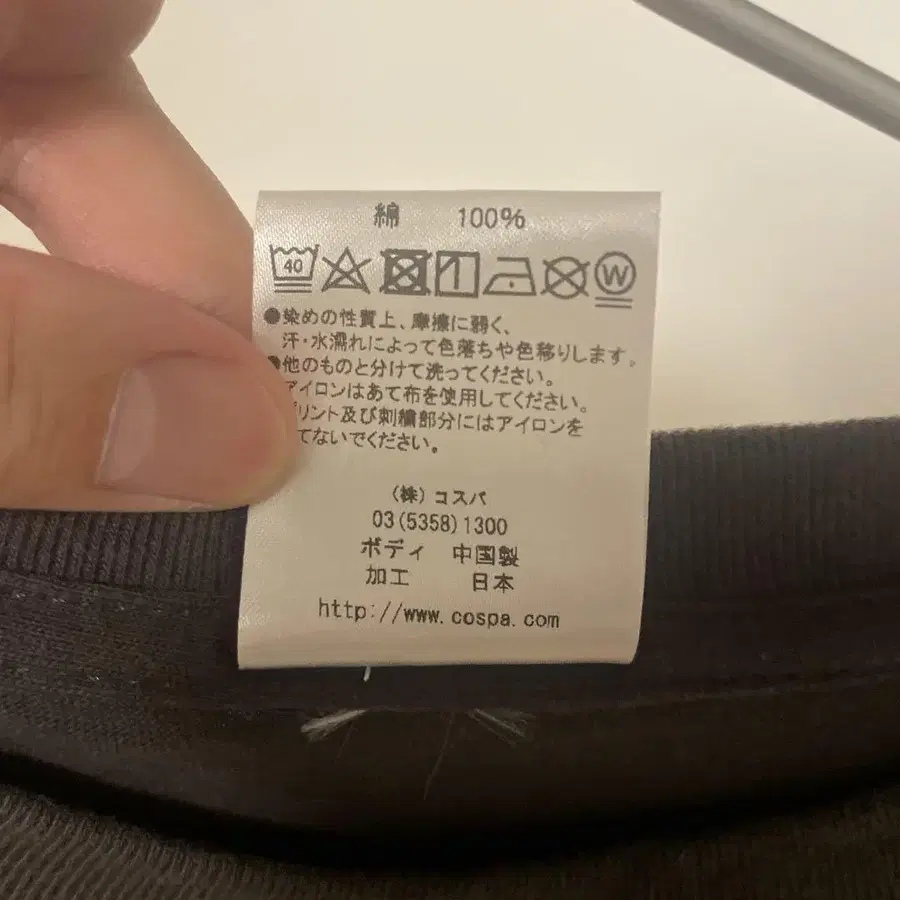 綿 100%
40
W
●染めの性質上、摩擦に弱く、
汗・水濡れによって色落ちや色移りします。
●他のものと分けて洗ってください。
アイロンはあて布を使用してください。
プリント及び刺繍部分にはアイロンを
てないでください。
(株)コスパ
03(5358)1300
ボディ 中国製
加工 日本
http://www.cospa.com